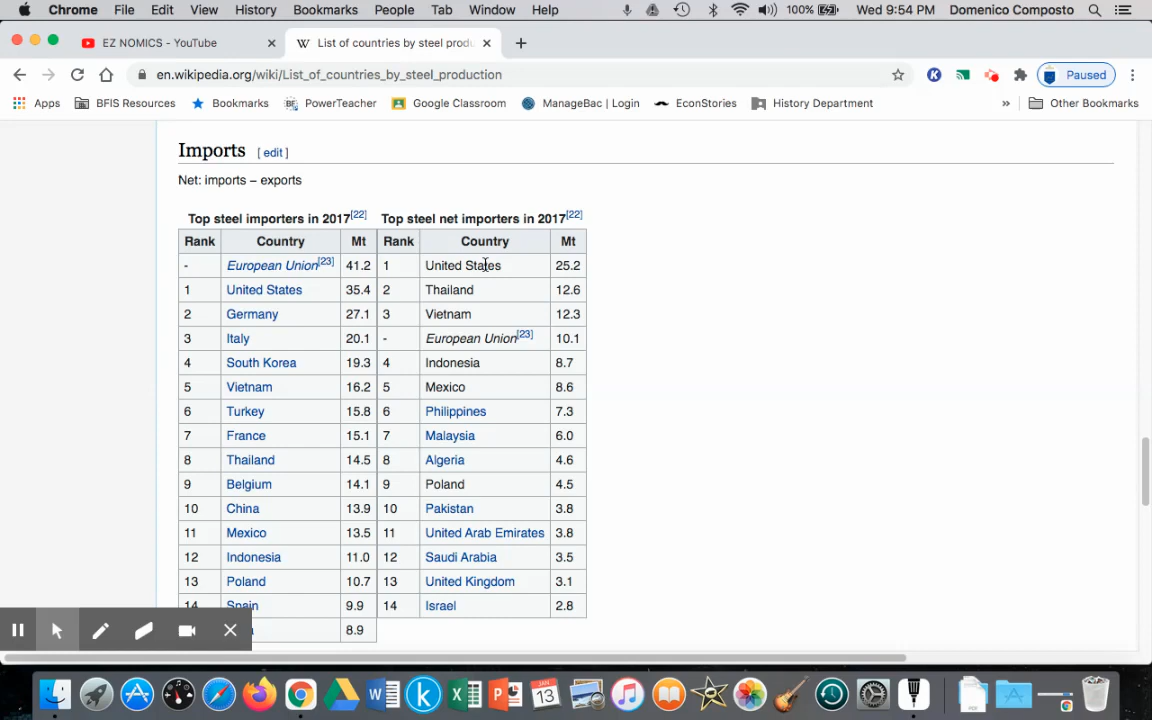 Chrome File Edit View History Bookmarks People Tab Window Help 100% Wed 9:54 PM Domenico Composto
EZ NOMICS - YouTube List of countries by steel produ
en.wikipedia.org/wiki/List_of_countries_by_steel_production Paused
Apps BFIS Resources Bookmarks PowerTeacher Google Classroom ManageBac | Login EconStories History Department » Other Bookmarks
Imports [ edit ]
Net: imports – exports
Top steel importers in 2017[22] Top steel net importers in 2017[22]
Rank Country Mt Rank Country Mt
- European Union[23] 41.2 1 United States 25.2
1 United States 35.4 2 Thailand 12.6
2 Germany 27.1 3 Vietnam 12.3
3 Italy 20.1 - European Union[23] 10.1
4 South Korea 19.3 4 Indonesia 8.7
5 Vietnam 16.2 5 Mexico 8.6
6 Turkey 15.8 6 Philippines 7.3
7 France 15.1 7 Malaysia 6.0
8 Thailand 14.5 8 Algeria 4.6
9 Belgium 14.1 9 Poland 4.5
10 China 13.9 10 Pakistan 3.8
11 Mexico 13.5 11 United Arab Emirates 3.8
12 Indonesia 11.0 12 Saudi Arabia 3.5
13 Poland 10.7 13 United Kingdom 3.1
14 Spain 9.9 14 Israel 2.8
8.9
JAN
13